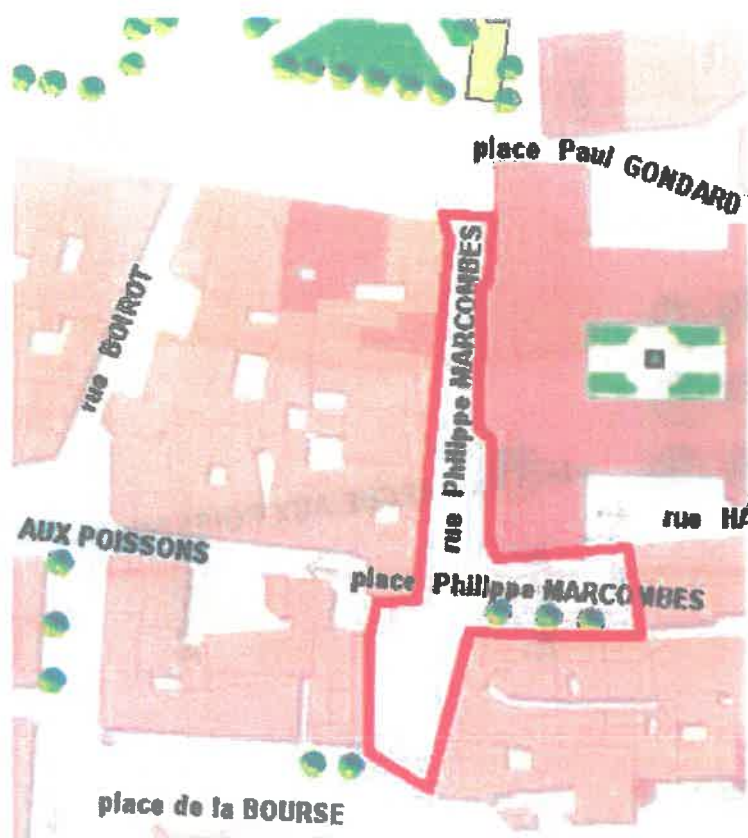 place Paul GONDARD
rue BOIROT
rue Philippe MARCOMBES
AUX POISSONS
rue HA
place Philippe MARCOMBES
place de la BOURSE